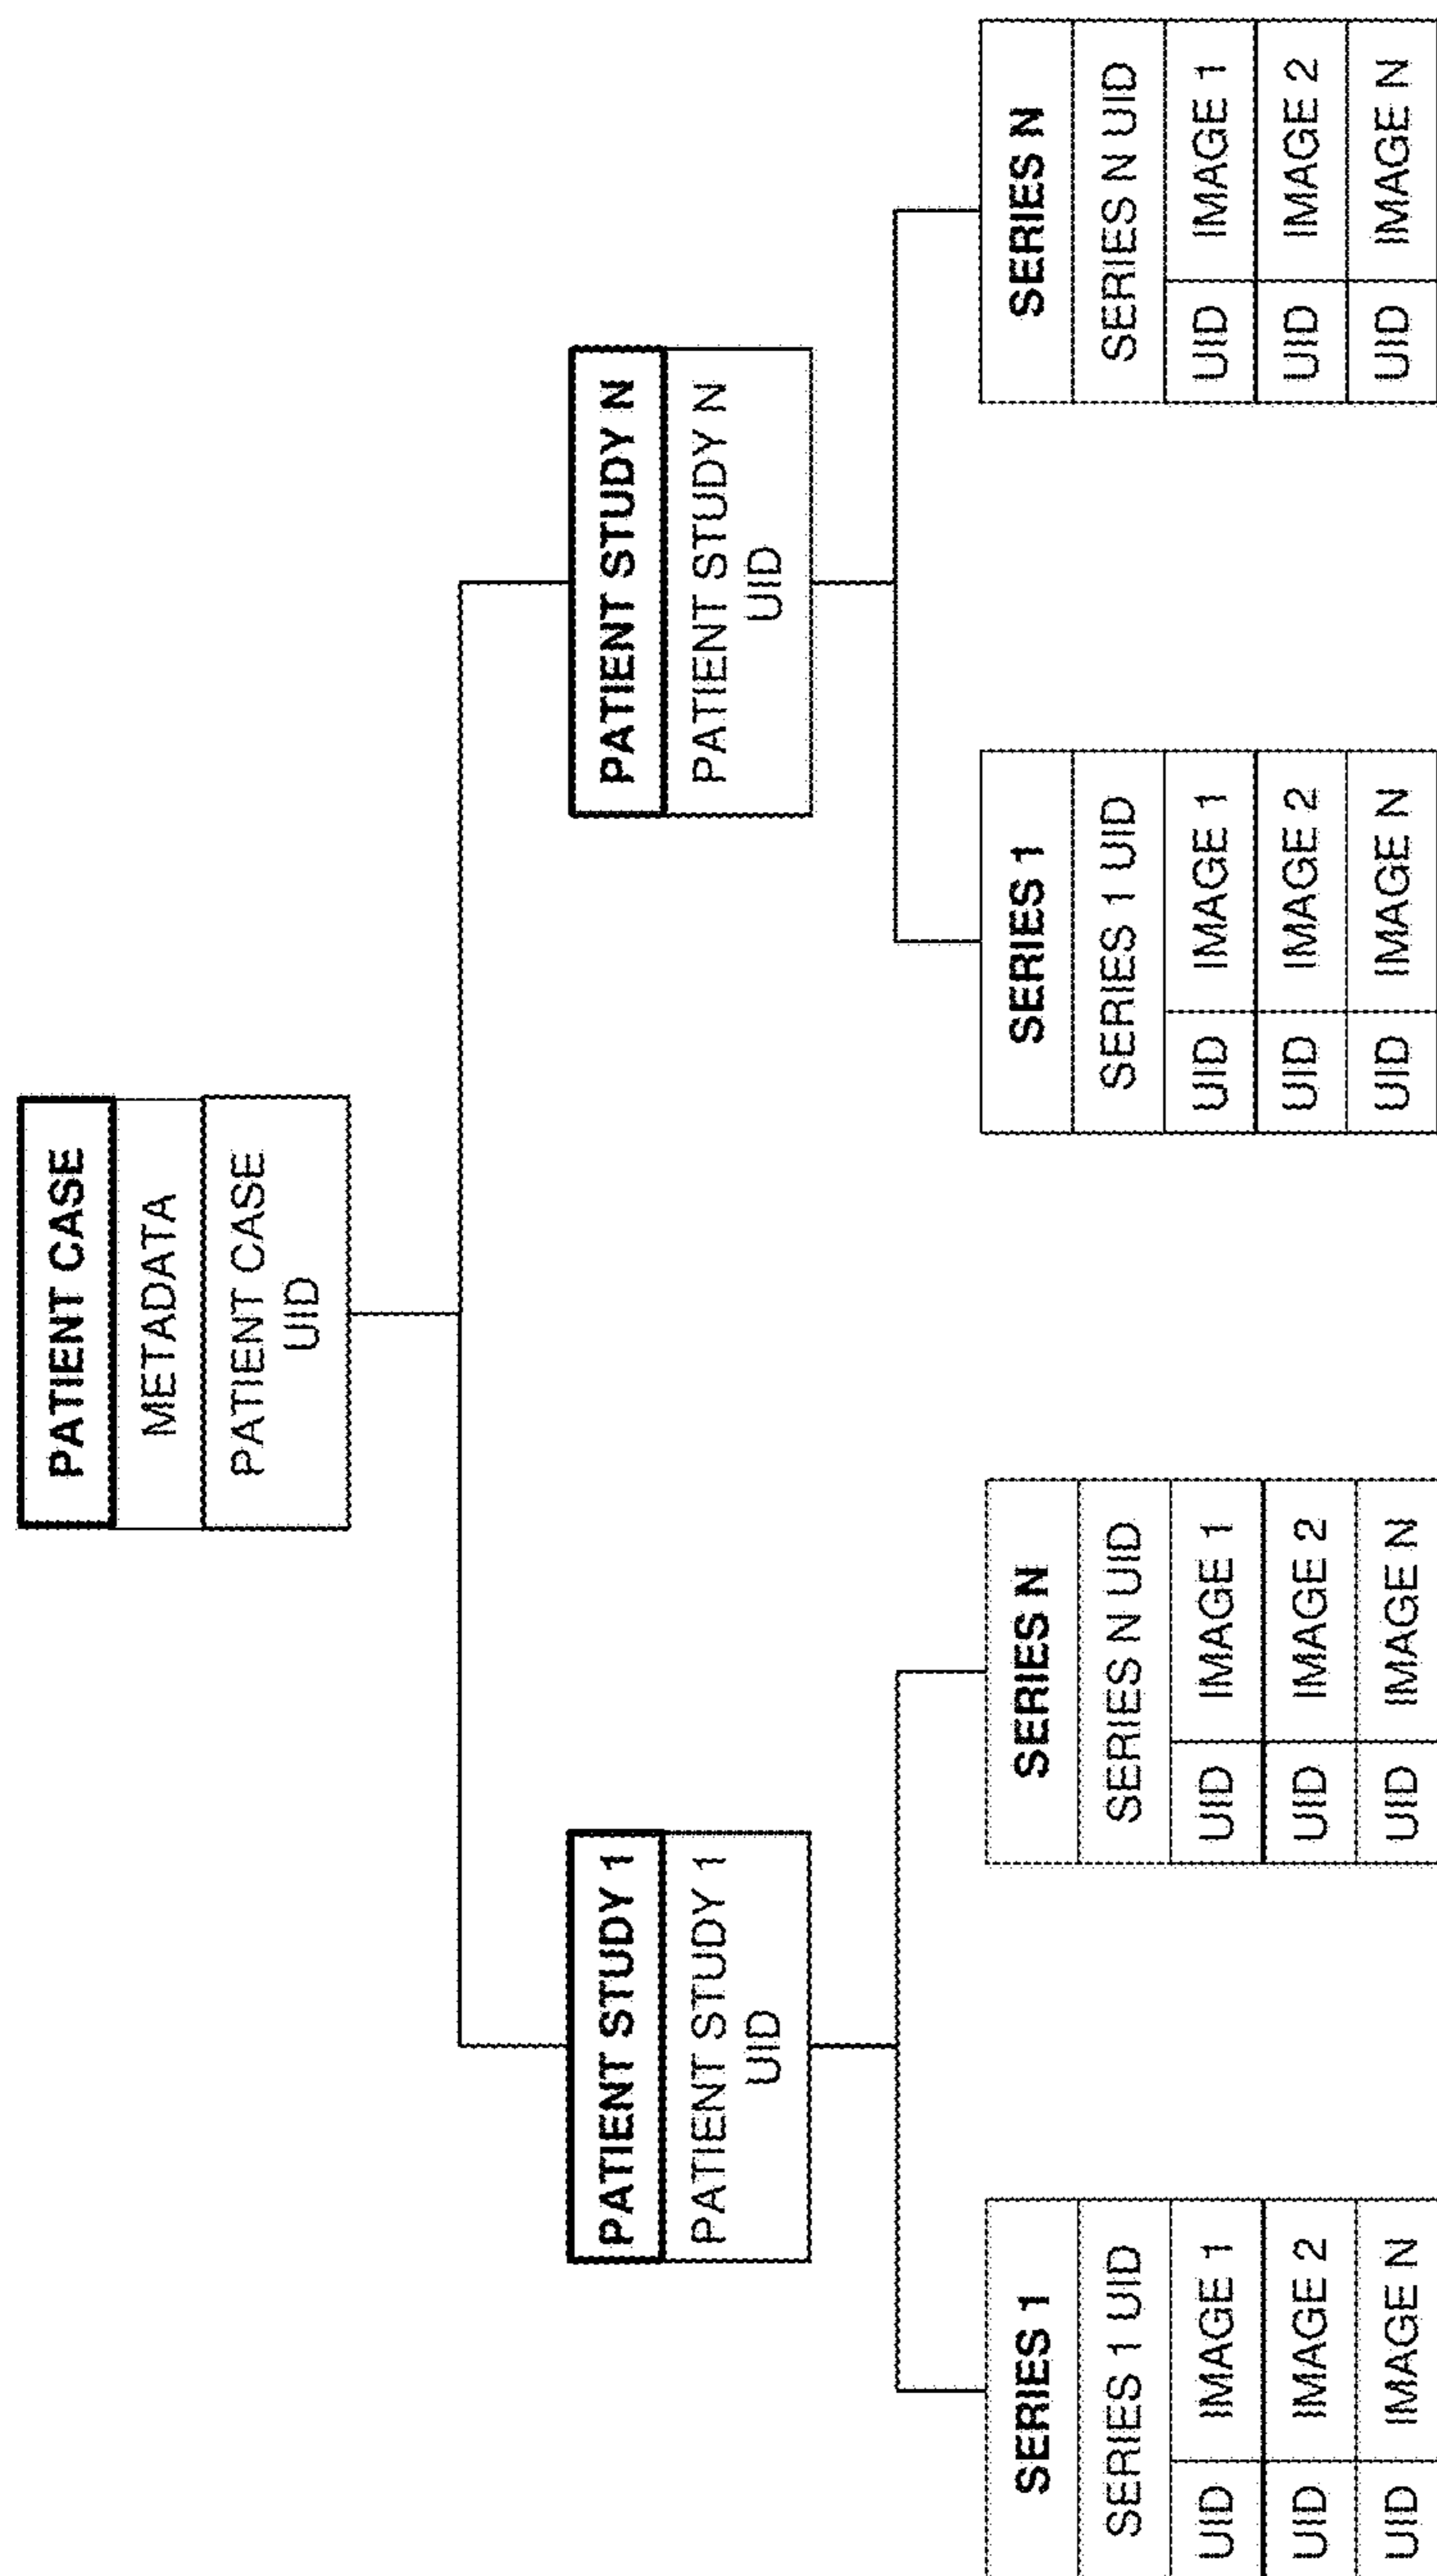 PATIENT CASE
METADATA
PATIENT CASE
UID
PATIENT STUDY 1
PATIENT STUDY 1
UID
PATIENT STUDY N
PATIENT STUDY N
UID
SERIES 1
SERIES 1 UID
UID IMAGE 1
UID IMAGE 2
UID IMAGE N
SERIES N
SERIES N UID
UID IMAGE 1
UID IMAGE 2
UID IMAGE N
SERIES 1
SERIES 1 UID
UID IMAGE 1
UID IMAGE 2
UID IMAGE N
SERIES N
SERIES N UID
UID IMAGE 1
UID IMAGE 2
UID IMAGE N